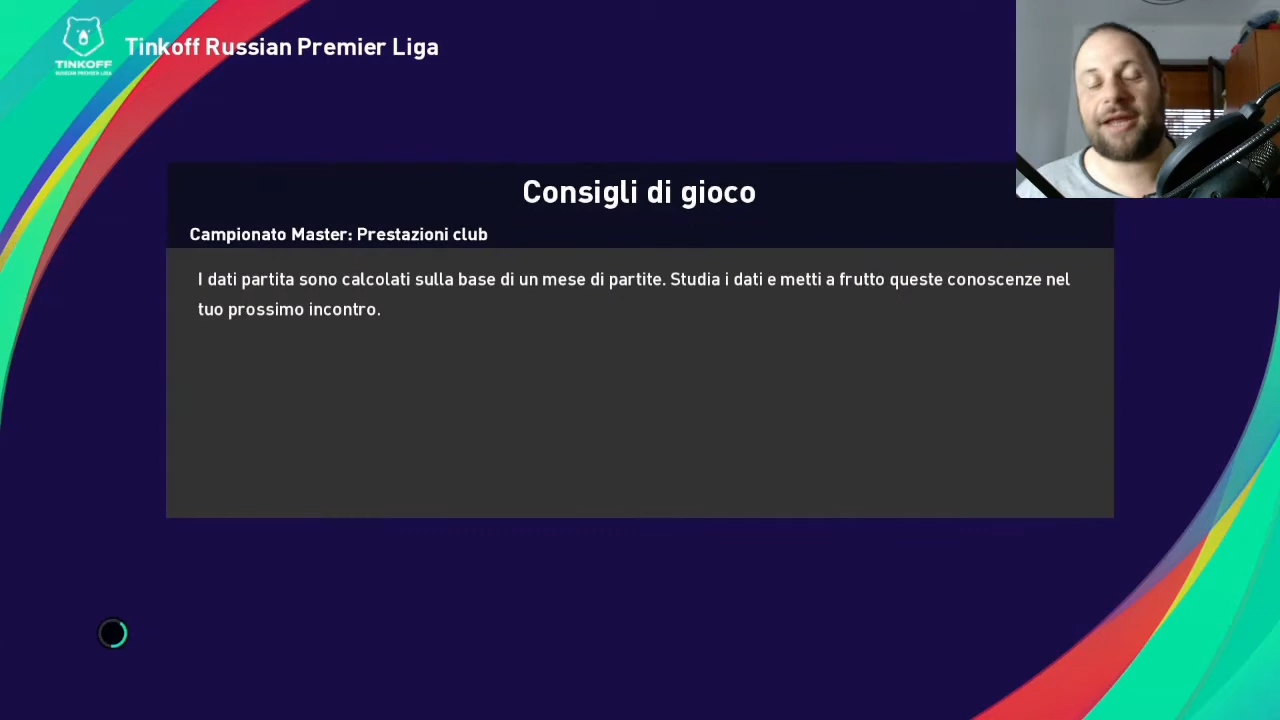 Tinkoff Russian Premier Liga
TINKOFF
RUSSIAN PREMIER LIGA
Consigli di gioco
Campionato Master: Prestazioni club
I dati partita sono calcolati sulla base di un mese di partite. Studia i dati e metti a frutto queste conoscenze nel
tuo prossimo incontro.